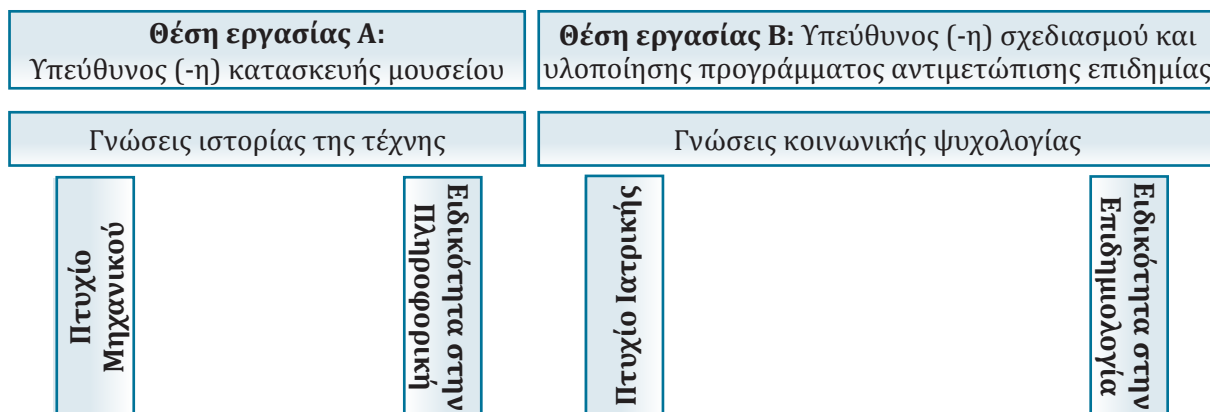 Θέση εργασίας Α:
Υπεύθυνος (-η) κατασκευής μουσείου
Θέση εργασίας Β: Υπεύθυνος (-η) σχεδιασμού και
υλοποίησης προγράμματος αντιμετώπισης επιδημίας
Γνώσεις ιστορίας της τέχνης
Γνώσεις κοινωνικής ψυχολογίας
Πτυχίο
Μηχανικού
Ειδικότητα στην
Πληροφορική
Πτυχίο Ιατρικής
Ειδικότητα στην
Επιδημιολογία